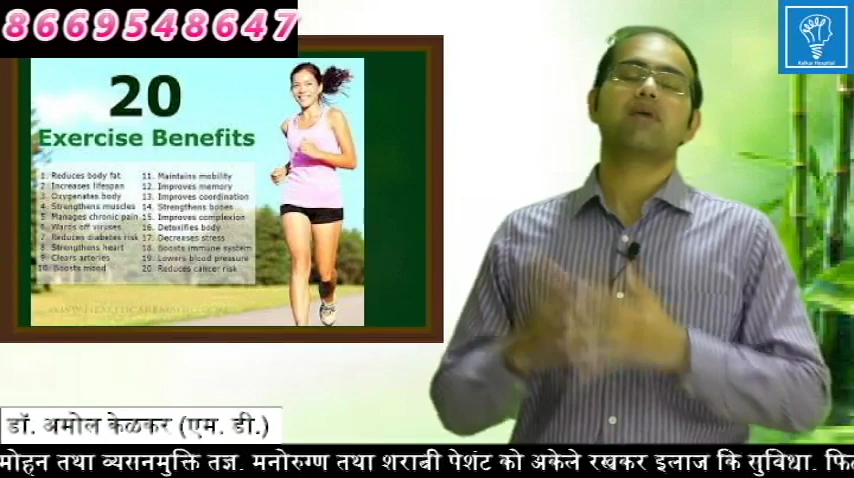 8669548647
Kelkar Hospital
20
Exercise Benefits
1. Reduces body fat
2. Increases lifespan
3. Oxygenates body
4. Strengthens muscles
5. Manages chronic pain
6. Wards off viruses
7. Reduces diabetes risk
8. Strengthens heart
9. Clears arteries
10. Boosts mood
11. Maintains mobility
12. Improves memory
13. Improves coordination
14. Strengthens bones
15. Improves complexion
16. Detoxifies body
17. Decreases stress
18. Boosts immune system
19. Lowers blood pressure
20. Reduces cancer risk
डॉ. अमोल केळकर (एम. डी.)
मोहन तथा व्यसनमुक्ति तज्ञ. मनोरुग्ण तथा शराबी पेशंट को अकेले रखकर इलाज कि सुविधा. फि